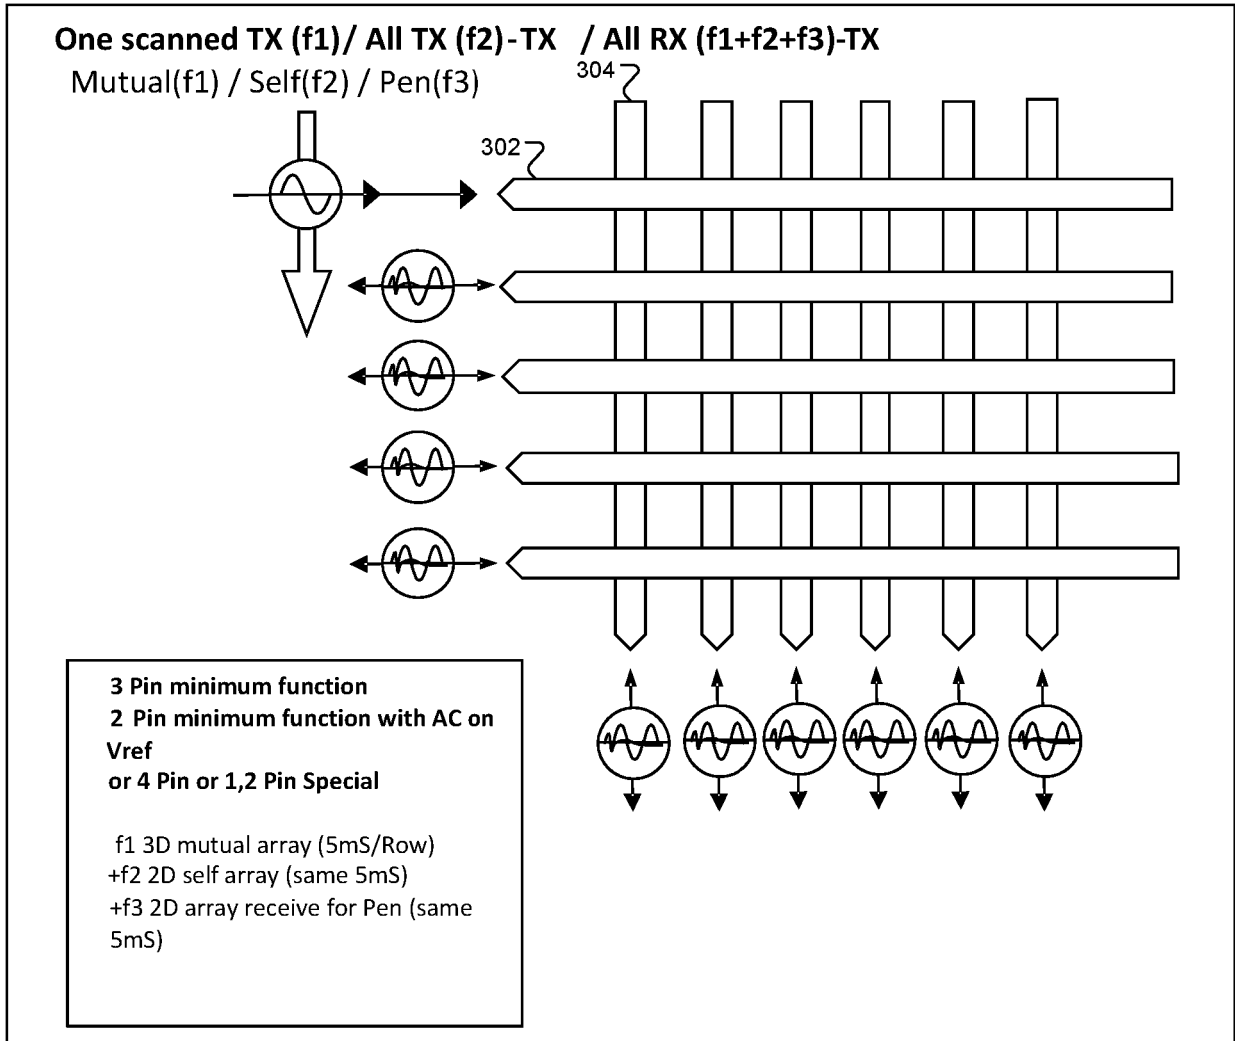 One scanned TX (f1)/ All TX (f2)-TX / All RX (f1+f2+f3)-TX
Mutual(f1) / Self(f2) / Pen(f3)
304
302
3 Pin minimum function
2 Pin minimum function with AC on
Vref
or 4 Pin or 1,2 Pin Special
f1 3D mutual array (5mS/Row)
+f2 2D self array (same 5mS)
+f3 2D array receive for Pen (same
5mS)